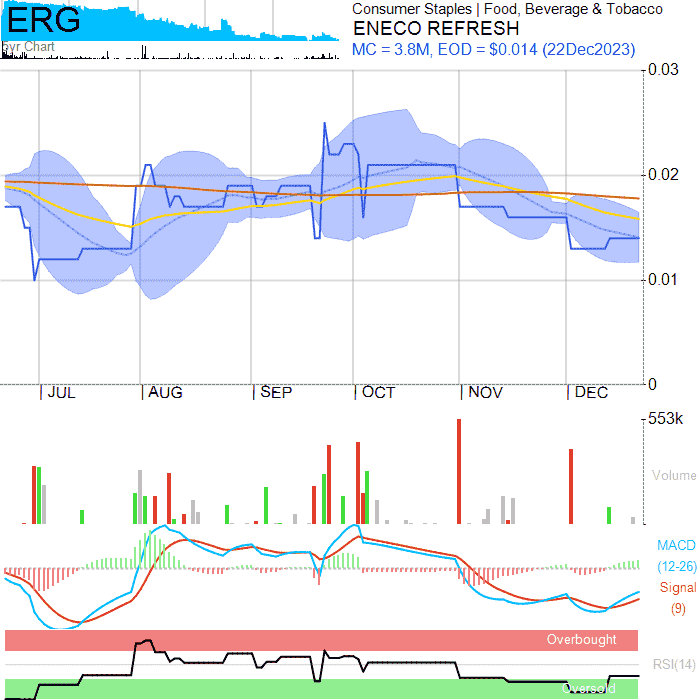 ERG
5yr Chart
Consumer Staples | Food, Beverage & Tobacco
ENECO REFRESH
MC = 3.8M, EOD = $0.014 (22Dec2023)
0.03
0.02
0.01
0
JUL AUG SEP OCT NOV DEC
553k
Volume
MACD
(12-26)
Signal
(9)
Overbought
RSI(14)
Oversold